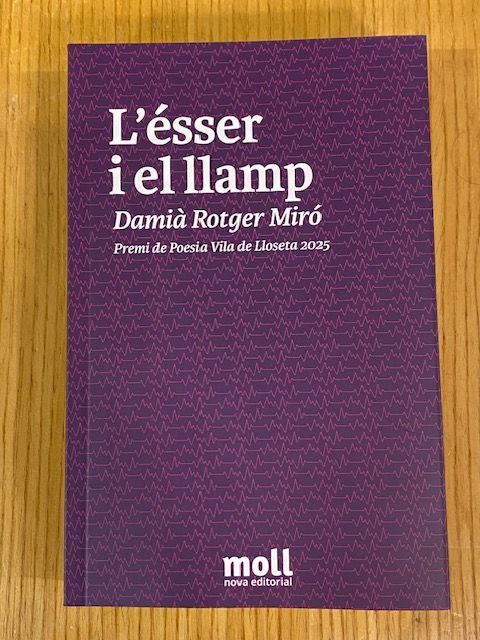 L'ésser
i el llamp
Damià Rotger Miró
Premi de Poesia Vila de Lloseta 2025
moll
nova editorial